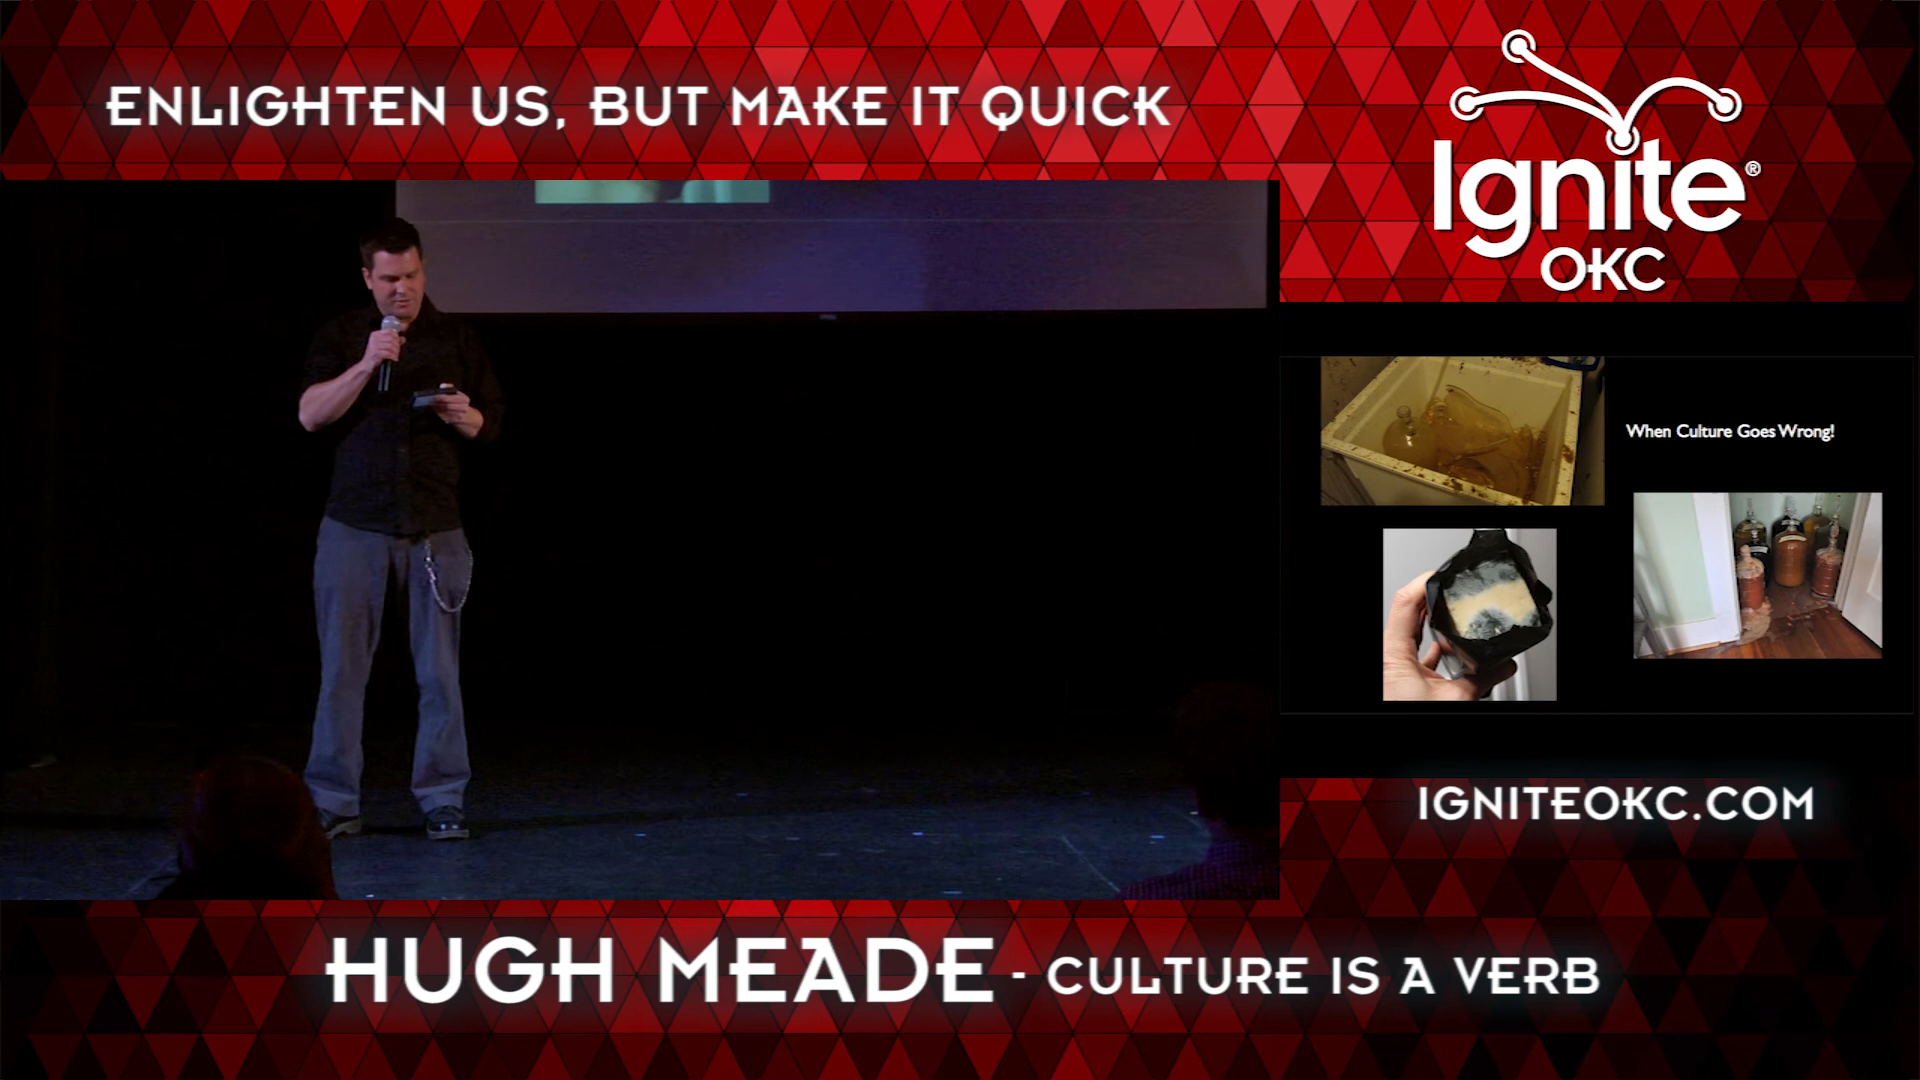 ENLIGHTEN US, BUT MAKE IT QUICK
Ignite®
OKC
When Culture Goes Wrong!
IGNITEOKC.COM
HUGH MEADE - CULTURE IS A VERB